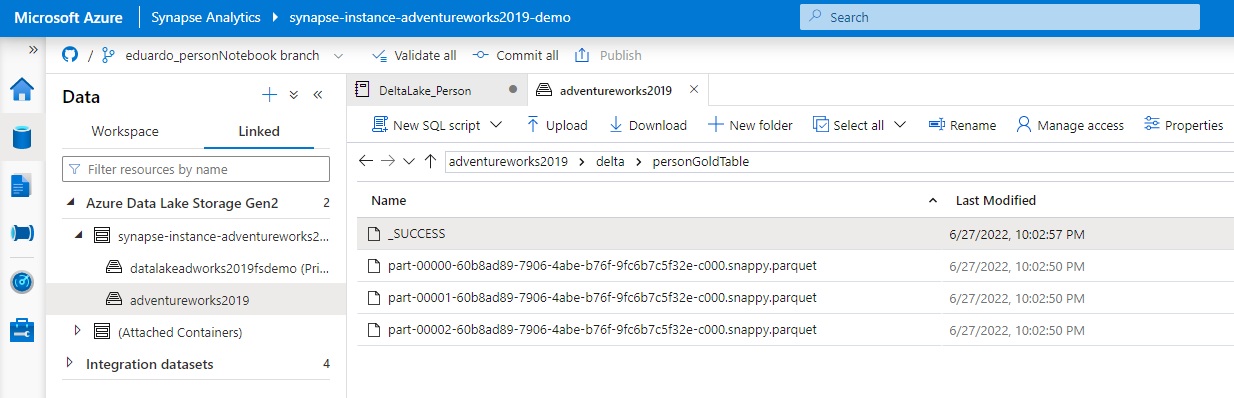 Microsoft Azure Synapse Analytics synapse-instance-adventureworks2019-demo Search
/ eduardo_personNotebook branch Validate all Commit all Publish
Data
Workspace Linked
Filter resources by name
Azure Data Lake Storage Gen2 2
synapse-instance-adventureworks2...
datalakeadworks2019fsdemo (Pri...
adventureworks2019
(Attached Containers)
Integration datasets 4
DeltaLake_Person adventureworks2019
New SQL script Upload Download New folder Select all Rename Manage access Properties
adventureworks2019 delta personGoldTable
Name Last Modified
_SUCCESS 6/27/2022, 10:02:57 PM
part-00000-60b8ad89-7906-4abe-b76f-9fc6b7c5f32e-c000.snappy.parquet 6/27/2022, 10:02:50 PM
part-00001-60b8ad89-7906-4abe-b76f-9fc6b7c5f32e-c000.snappy.parquet 6/27/2022, 10:02:50 PM
part-00002-60b8ad89-7906-4abe-b76f-9fc6b7c5f32e-c000.snappy.parquet 6/27/2022, 10:02:50 PM